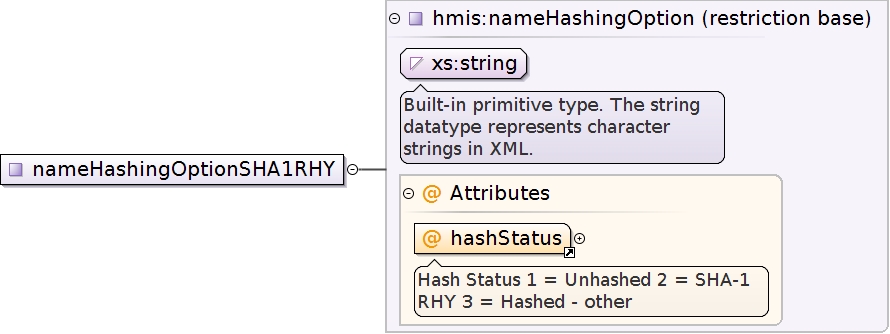 hmis:nameHashingOption (restriction base)
xs:string
Built-in primitive type. The string
datatype represents character
strings in XML.
nameHashingOptionSHA1RHY
@ Attributes
@ hashStatus
Hash Status 1 = Unhashed 2 = SHA-1
RHY 3 = Hashed - other